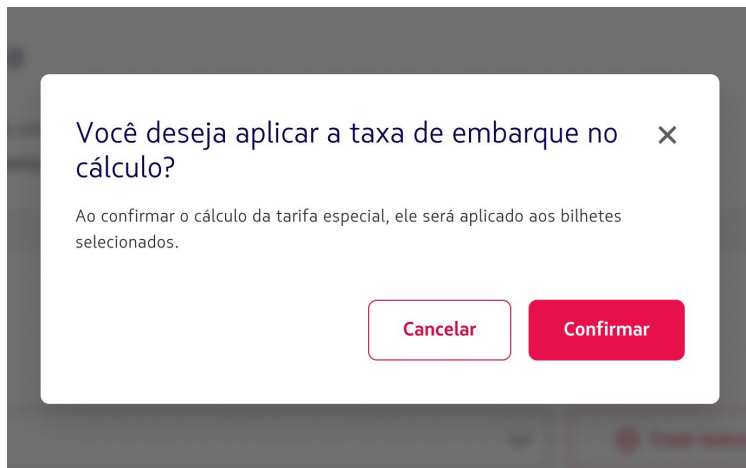 Você deseja aplicar a taxa de embarque no
cálculo?
Ao confirmar o cálculo da tarifa especial, ele será aplicado aos bilhetes
selecionados.
Cancelar
Confirmar